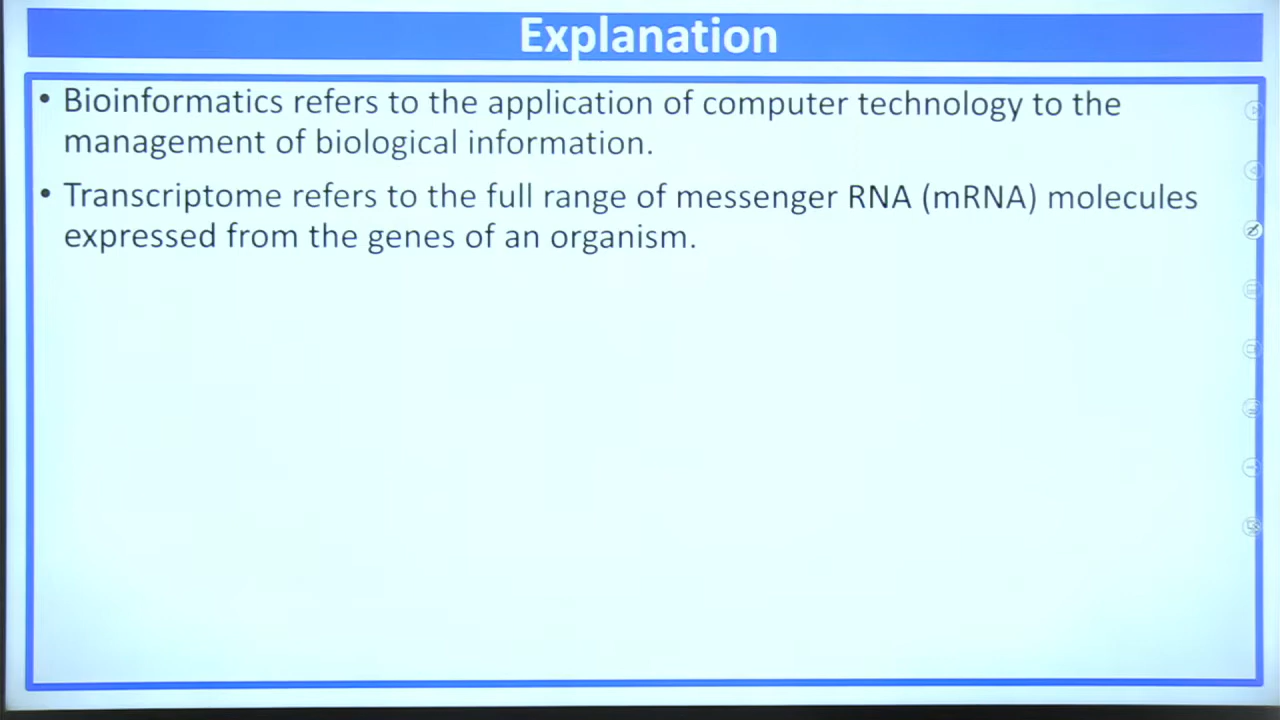 Explanation
• Bioinformatics refers to the application of computer technology to the
management of biological information.
• Transcriptome refers to the full range of messenger RNA (mRNA) molecules
expressed from the genes of an organism.